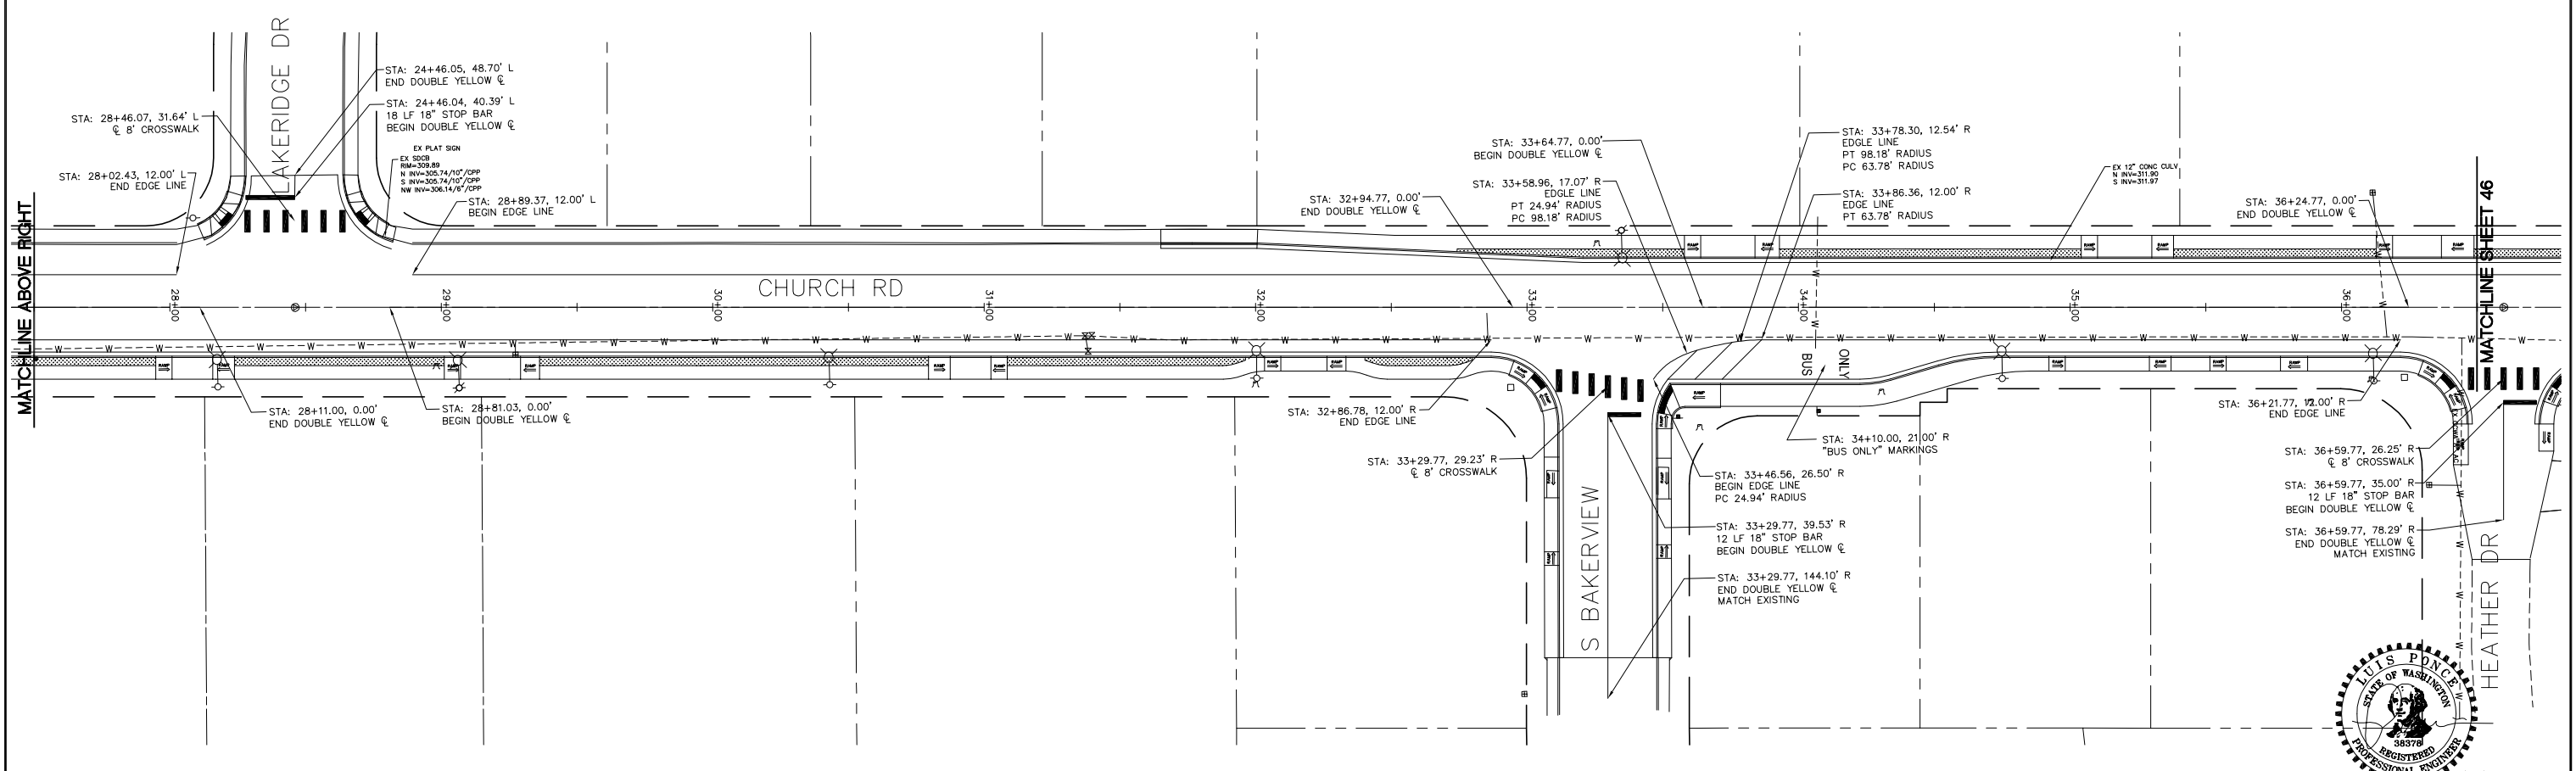 LAKERIDGE DR
STA: 24+46.05, 48.70' L
END DOUBLE YELLOW ℄
STA: 24+46.04, 40.39' L
18 LF 18" STOP BAR
BEGIN DOUBLE YELLOW ℄
STA: 28+46.07, 31.64' L
℄ 8' CROSSWALK
EX PLAT SIGN
EX SDCB
RIM=309.89
N INV=305.74/10"/CPP
S INV=305.74/10"/CPP
NW INV=306.14/6"/CPP
STA: 28+02.43, 12.00' L
END EDGE LINE
STA: 28+89.37, 12.00' L
BEGIN EDGE LINE
MATCHLINE ABOVE RIGHT
STA: 33+64.77, 0.00'
BEGIN DOUBLE YELLOW ℄
STA: 33+58.96, 17.07' R
EDGLE LINE
PT 24.94' RADIUS
PC 98.18' RADIUS
STA: 32+94.77, 0.00'
END DOUBLE YELLOW ℄
STA: 33+78.30, 12.54' R
EDGLE LINE
PT 98.18' RADIUS
PC 63.78' RADIUS
STA: 33+86.36, 12.00' R
EDGE LINE
PT 63.78' RADIUS
EX 12" CONC CULV
N INV=311.90
S INV=311.97
STA: 36+24.77, 0.00'
END DOUBLE YELLOW ℄
MATCHLINE SHEET 46
CHURCH RD
28+00
29+00
30+00
31+00
32+00
33+00
34+00
35+00
36+00
STA: 28+11.00, 0.00'
END DOUBLE YELLOW ℄
STA: 28+81.03, 0.00'
BEGIN DOUBLE YELLOW ℄
STA: 32+86.78, 12.00' R
END EDGE LINE
STA: 33+29.77, 29.23' R
℄ 8' CROSSWALK
BUS
ONLY
STA: 34+10.00, 21.00' R
"BUS ONLY" MARKINGS
STA: 33+46.56, 26.50' R
BEGIN EDGE LINE
PC 24.94' RADIUS
STA: 33+29.77, 39.53' R
12 LF 18" STOP BAR
BEGIN DOUBLE YELLOW ℄
STA: 33+29.77, 144.10' R
END DOUBLE YELLOW ℄
MATCH EXISTING
S BAKERVIEW
STA: 36+21.77, 12.00' R
END EDGE LINE
STA: 36+59.77, 26.25' R
℄ 8' CROSSWALK
STA: 36+59.77, 35.00' R
12 LF 18" STOP BAR
BEGIN DOUBLE YELLOW ℄
STA: 36+59.77, 78.29' R
END DOUBLE YELLOW ℄
MATCH EXISTING
HEATHER DR
LUIS PONCE
STATE OF WASHINGTON
38378
REGISTERED
PROFESSIONAL ENGINEER